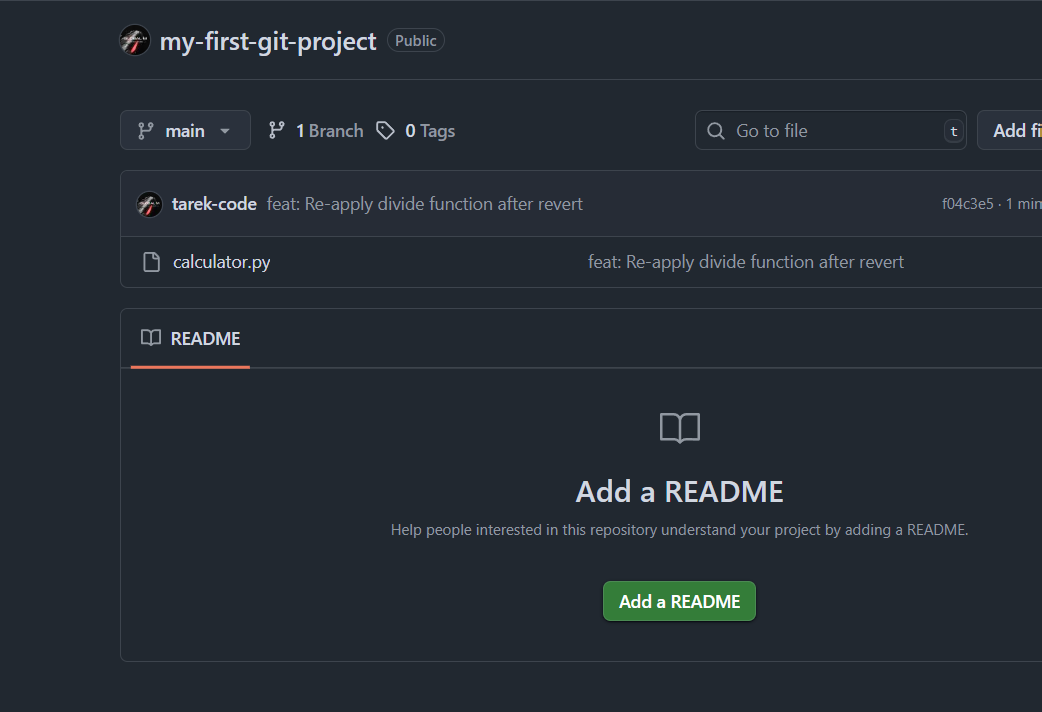 my-first-git-project Public
main 1 Branch 0 Tags Go to file t Add fi
tarek-code feat: Re-apply divide function after revert f04c3e5 · 1 min
calculator.py feat: Re-apply divide function after revert
README
Add a README
Help people interested in this repository understand your project by adding a README.
Add a README